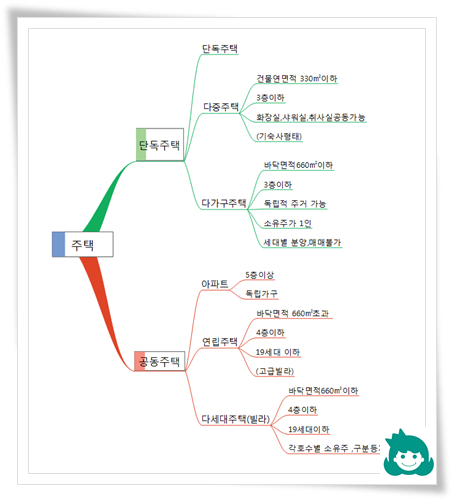 단독주택
건물연면적 330㎡이하
다중주택
3층이하
화장실,샤워실,취사실공동가능
(기숙사형태)
단독주택
바닥면적660㎡이하
3층이하
다가구주택
독립적 주거 가능
소유주가 1인
세대별 분양,매매불가
주택
아파트
5층이상
독립가구
바닥면적 660㎡초과
4층이하
연립주택
19세대 이하
(고급빌라)
공동주택
바닥면적660㎡이하
4층이하
다세대주택(빌라)
19세대이하
각호수별 소유주 ,구분등